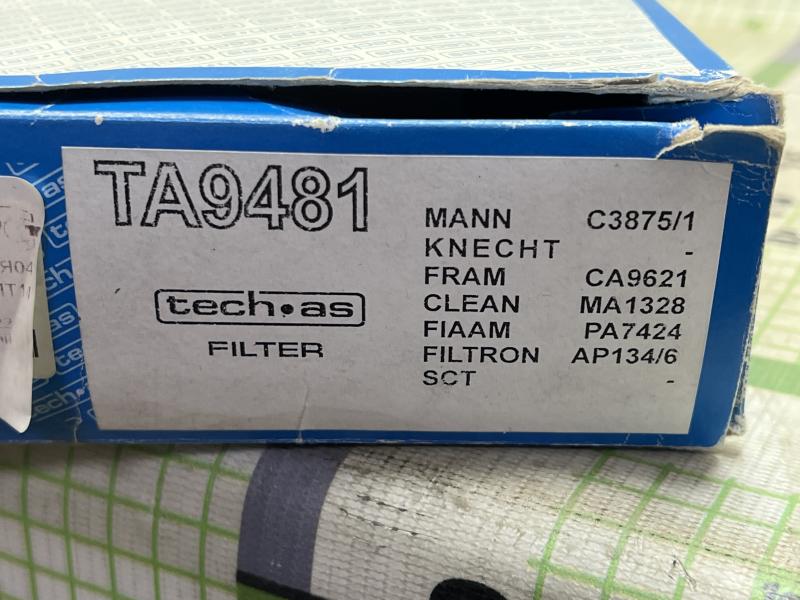 TA9481
tech.as
FILTER
MANN C3875/1
KNECHT -
FRAM CA9621
CLEAN MA1328
FIAAM PA7424
FILTRON AP134/6
SCT -